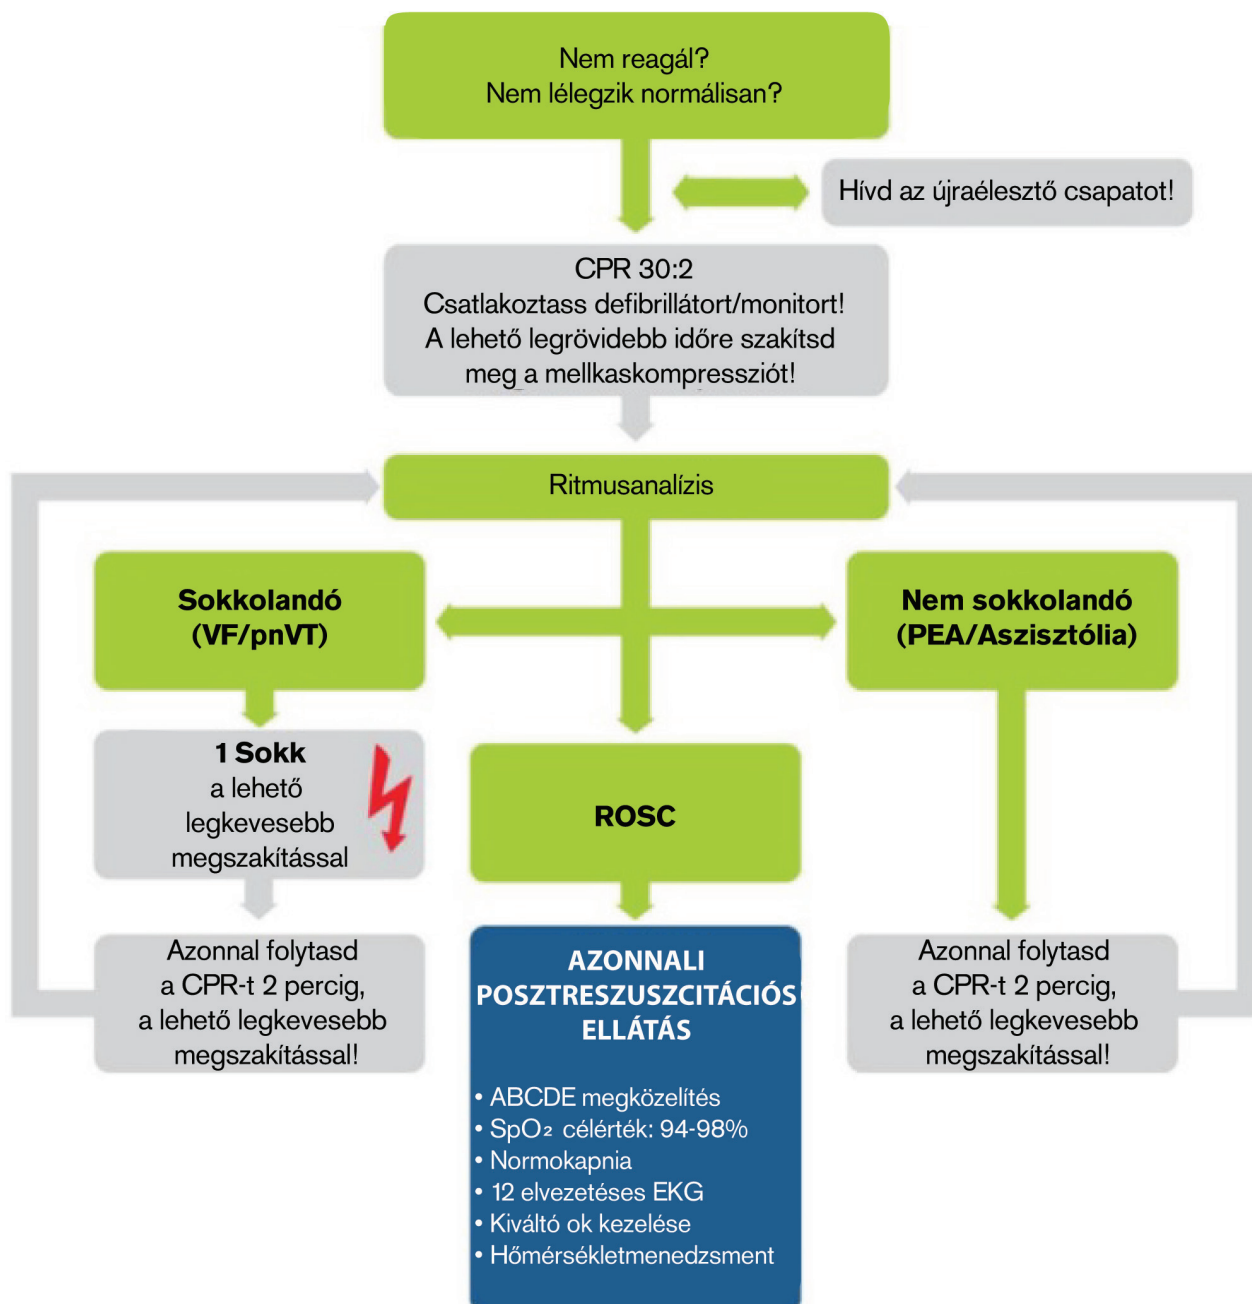 Nem reagál?
Nem lélegzik normálisan?
Hívd az újraélesztő csapatot!
CPR 30:2
Csatlakoztass defibrillátort/monitort!
A lehető legrövidebb időre szakítsd
meg a mellkaskompressziót!
Ritmusanalízis
Sokkolandó
(VF/pnVT)
Nem sokkolandó
(PEA/Aszisztólia)
1 Sokk
a lehető
legkevesebb
megszakítással
ROSC
Azonnal folytasd
a CPR-t 2 percig,
a lehető legkevesebb
megszakítással!
AZONNALI
POSZTRESZUSZCITÁCIÓS
ELLÁTÁS
• ABCDE megközelítés
• SpO₂ célérték: 94-98%
• Normokapnia
• 12 elvezetéses EKG
• Kiváltó ok kezelése
• Hőmérsékletmenedzsment
Azonnal folytasd
a CPR-t 2 percig,
a lehető legkevesebb
megszakítással!